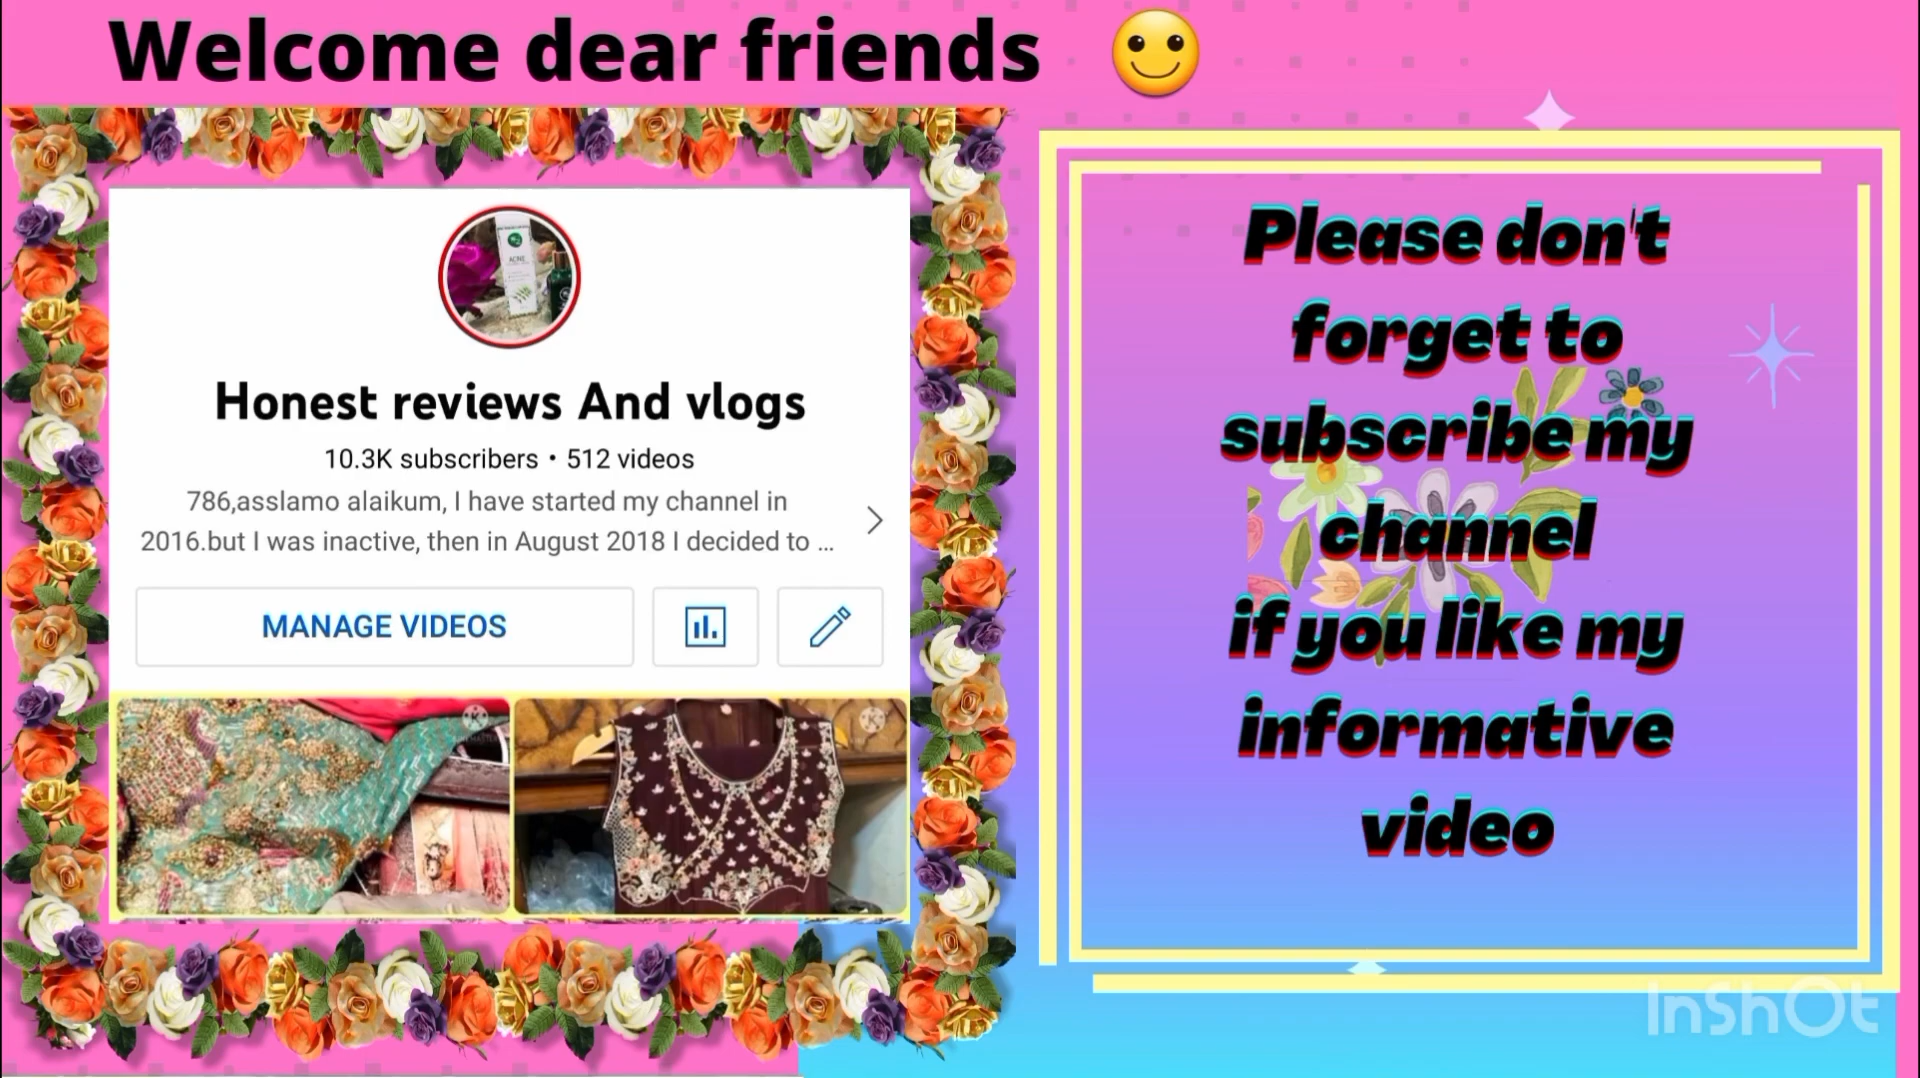 Welcome dear friends
ACNE
Honest reviews And vlogs
10.3K subscribers • 512 videos
786,asslamo alaikum, I have started my channel in
2016.but I was inactive, then in August 2018 I decided to ...
MANAGE VIDEOS
Please don't
forget to
subscribe my
channel
if you like my
informative
video
InShOt